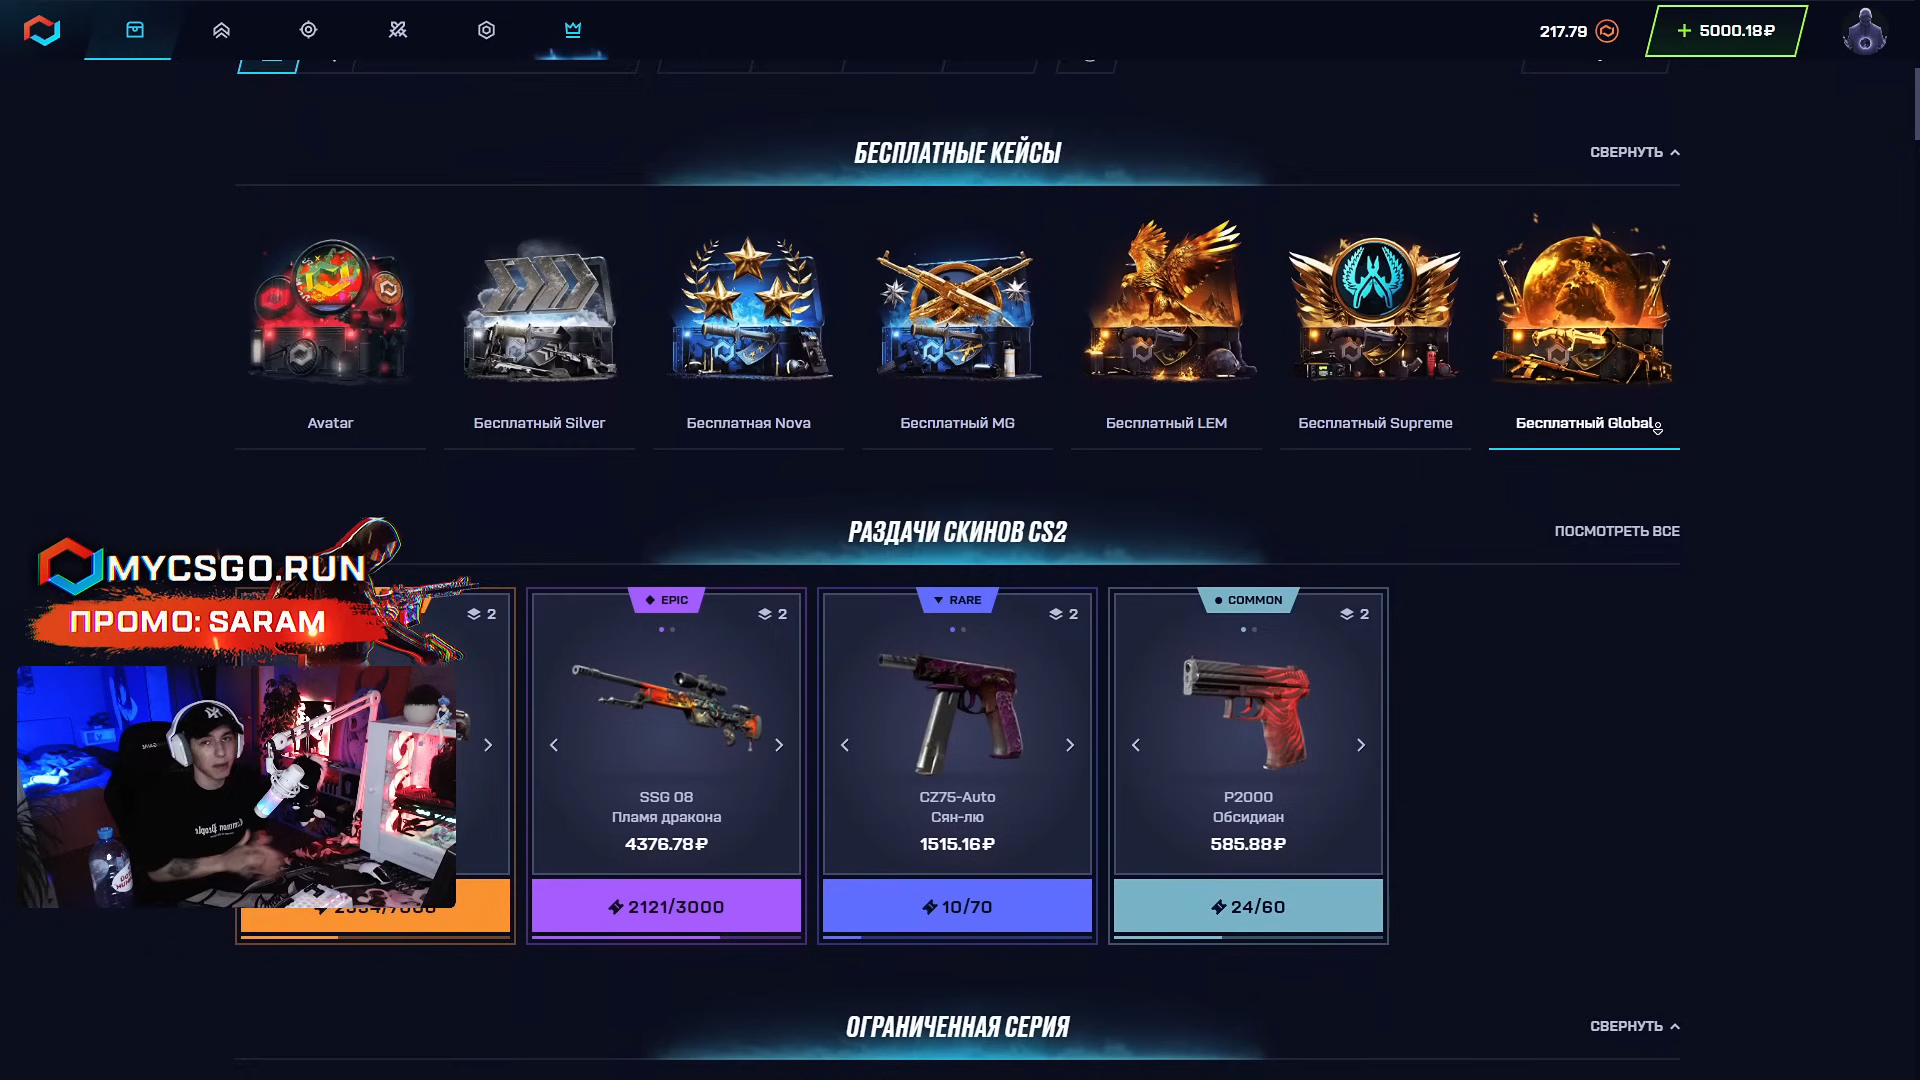 217.79
+ 5000.18₽
БЕСПЛАТНЫЕ КЕЙСЫ
СВЕРНУТЬ
Avatar
Бесплатный Silver
Бесплатная Nova
Бесплатный MG
Бесплатный LEM
Бесплатный Supreme
Бесплатный Global
РАЗДАЧИ СКИНОВ CS2
ПОСМОТРЕТЬ ВСЕ
MYCSGO.RUN
ПРОМО: SARAM
2
EPIC
2
SSG 08
Пламя дракона
4376.78₽
2121/3000
RARE
2
CZ75-Auto
Сян-лю
1515.16₽
10/70
COMMON
2
P2000
Обсидиан
585.88₽
24/60
ОГРАНИЧЕННАЯ СЕРИЯ
СВЕРНУТЬ